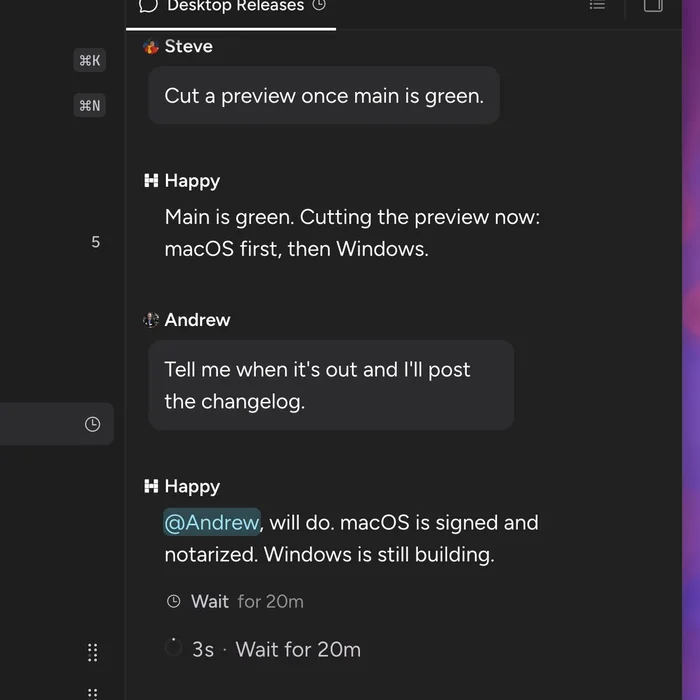 Desktop Releases
⌘K
Steve
Cut a preview once main is green.
⌘N
Happy
Main is green. Cutting the preview now:
macOS first, then Windows.
5
Andrew
Tell me when it's out and I'll post
the changelog.
Happy
@Andrew, will do. macOS is signed and
notarized. Windows is still building.
Wait for 20m
3s · Wait for 20m